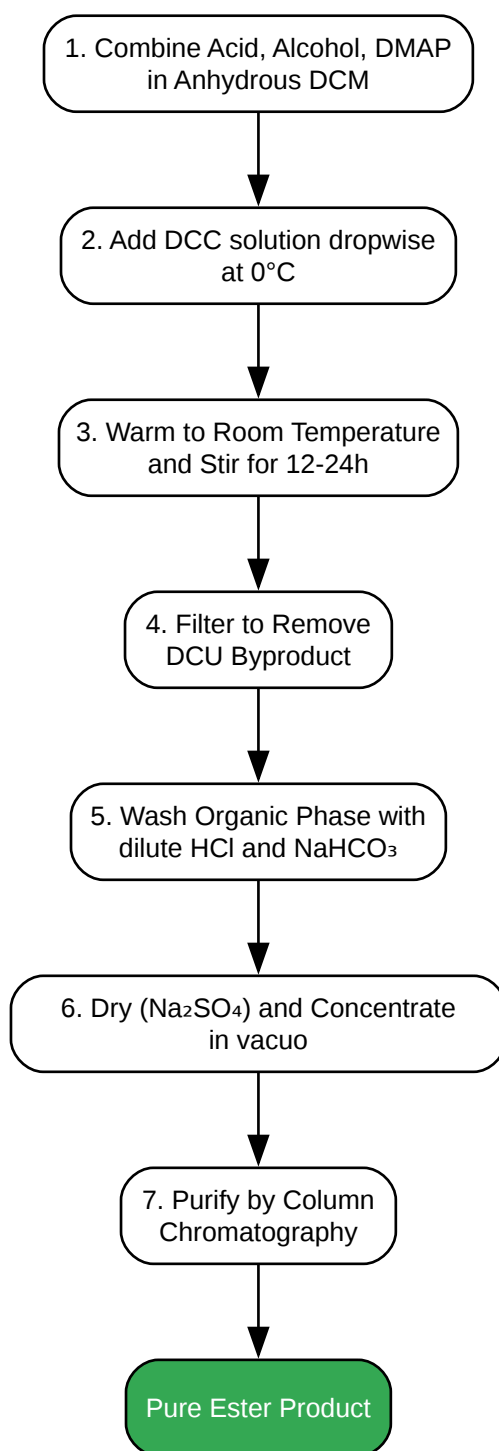 1. Combine Acid, Alcohol, DMAP
in Anhydrous DCM
2. Add DCC solution dropwise
at 0°C
3. Warm to Room Temperature
and Stir for 12-24h
4. Filter to Remove
DCU Byproduct
5. Wash Organic Phase with
dilute HCl and NaHCO₃
6. Dry (Na₂SO₄) and Concentrate
in vacuo
7. Purify by Column
Chromatography
Pure Ester Product